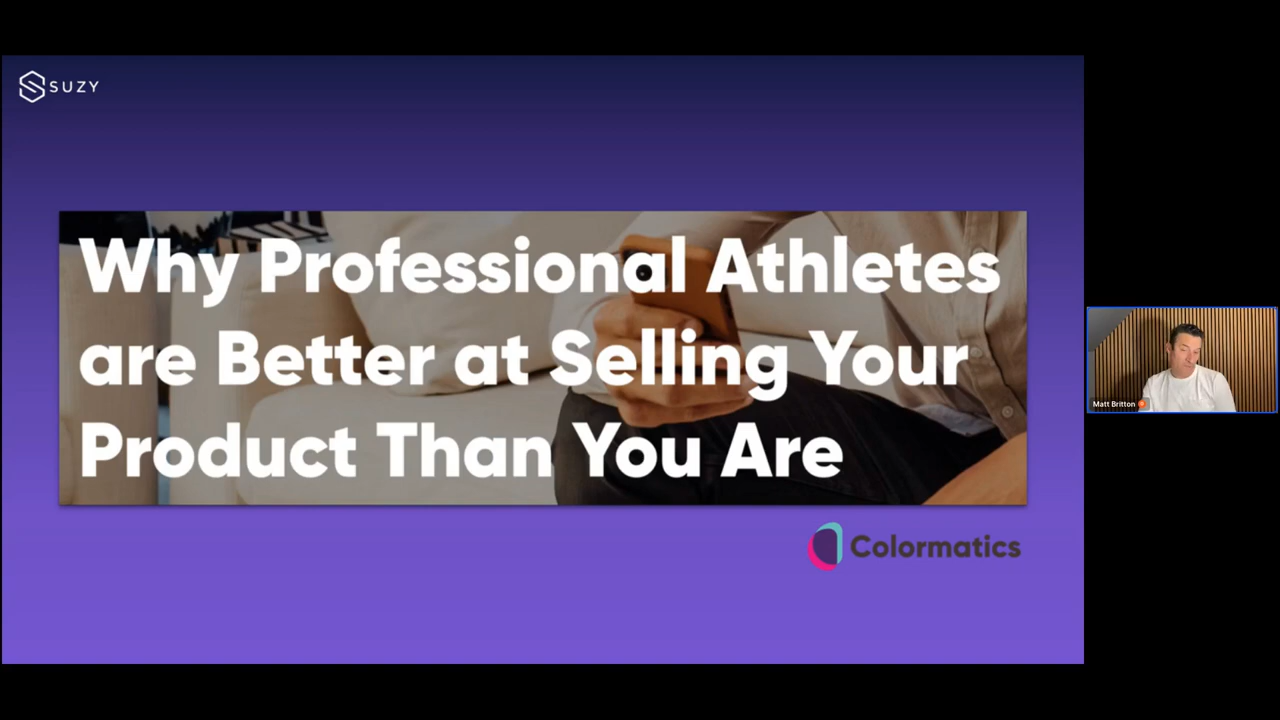 SUZY
Why Professional Athletes
are Better at Selling Your
Product Than You Are
Colormatics
Matt Britton